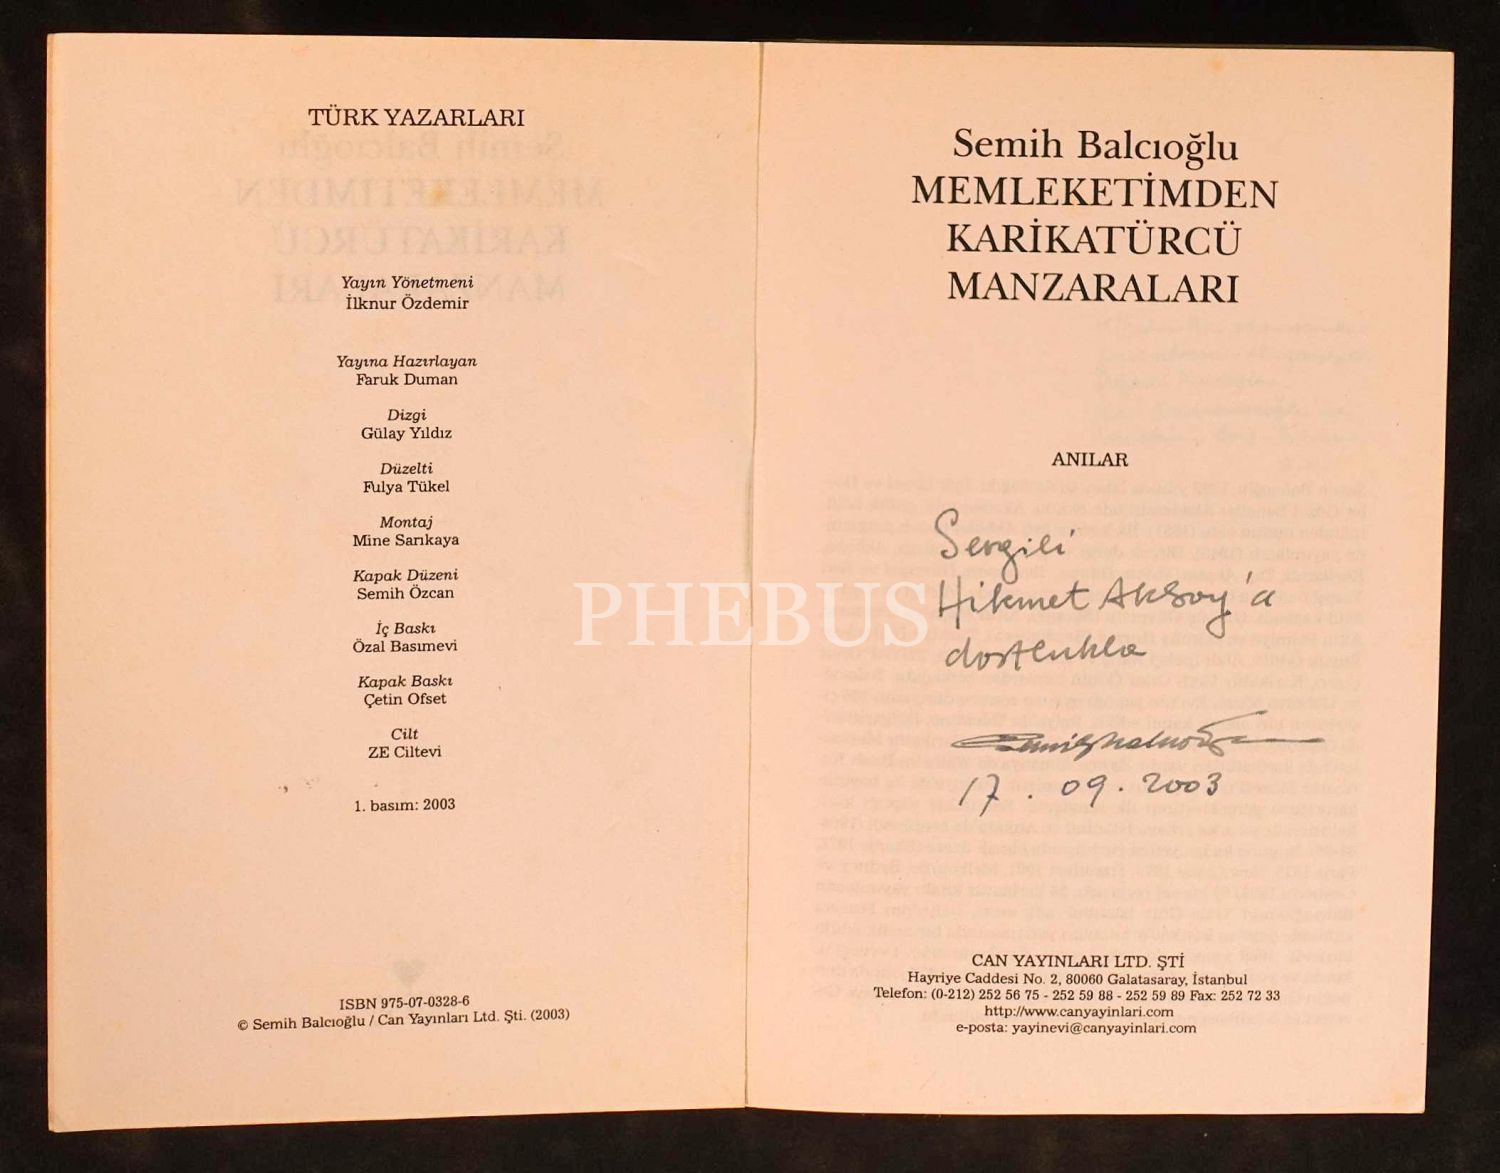 TÜRK YAZARLARI
Yayın Yönetmeni
İlknur Özdemir
Yayına Hazırlayan
Faruk Duman
Dizgi
Gülay Yıldız
Düzelti
Fulya Tükel
Montaj
Mine Sarıkaya
Kapak Düzeni
Semih Özcan
İç Baskı
Özal Basımevi
Kapak Baskı
Çetin Ofset
Cilt
ZE Ciltevi
1. basım: 2003
ISBN 975-07-0328-6
© Semih Balcıoğlu / Can Yayınları Ltd. Şti. (2003)
Semih Balcıoğlu
MEMLEKETİMDEN
KARİKATÜRCÜ
MANZARALARI
ANILAR
Sevgili
Hikmet Aksoy'a
dostlukla
Semih Balcıoğlu
17.09.2003
CAN YAYINLARI LTD. ŞTİ
Hayriye Caddesi No. 2, 80060 Galatasaray, İstanbul
Telefon: (0-212) 252 56 75 - 252 59 88 - 252 59 89 Fax: 252 72 33
http://www.canyayinlari.com
e-posta: yayinevi@canyayinlari.com
PHEBUS